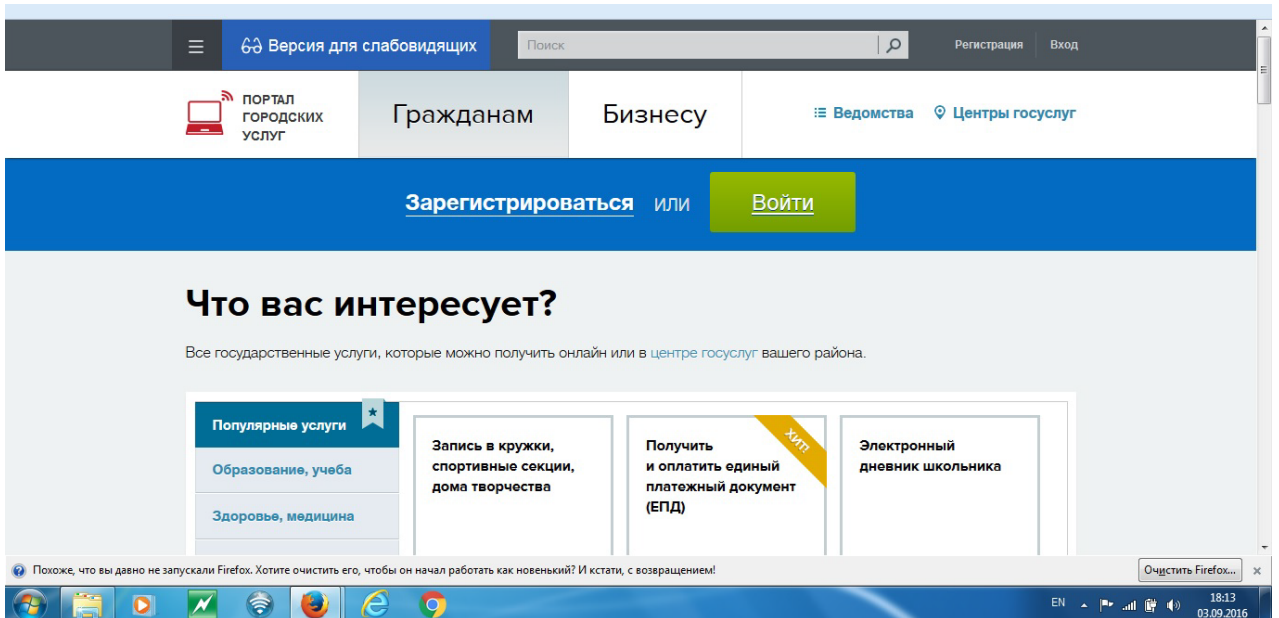 Версия для слабовидящих
Поиск
Регистрация
Вход
ПОРТАЛ
ГОРОДСКИХ
УСЛУГ
Гражданам
Бизнесу
Ведомства
Центры госуслуг
Зарегистрироваться или Войти
Что вас интересует?
Все государственные услуги, которые можно получить онлайн или в центре госуслуг вашего района.
Популярные услуги
Образование, учеба
Здоровье, медицина
Запись в кружки,
спортивные секции,
дома творчества
Получить
и оплатить единый
платежный документ
(ЕПД)
ХИТ!
Электронный
дневник школьника
Похоже, что вы давно не запускали Firefox. Хотите очистить его, чтобы он начал работать как новенький? И кстати, с возвращением!
Очистить Firefox...
EN
18:13
03.09.2016